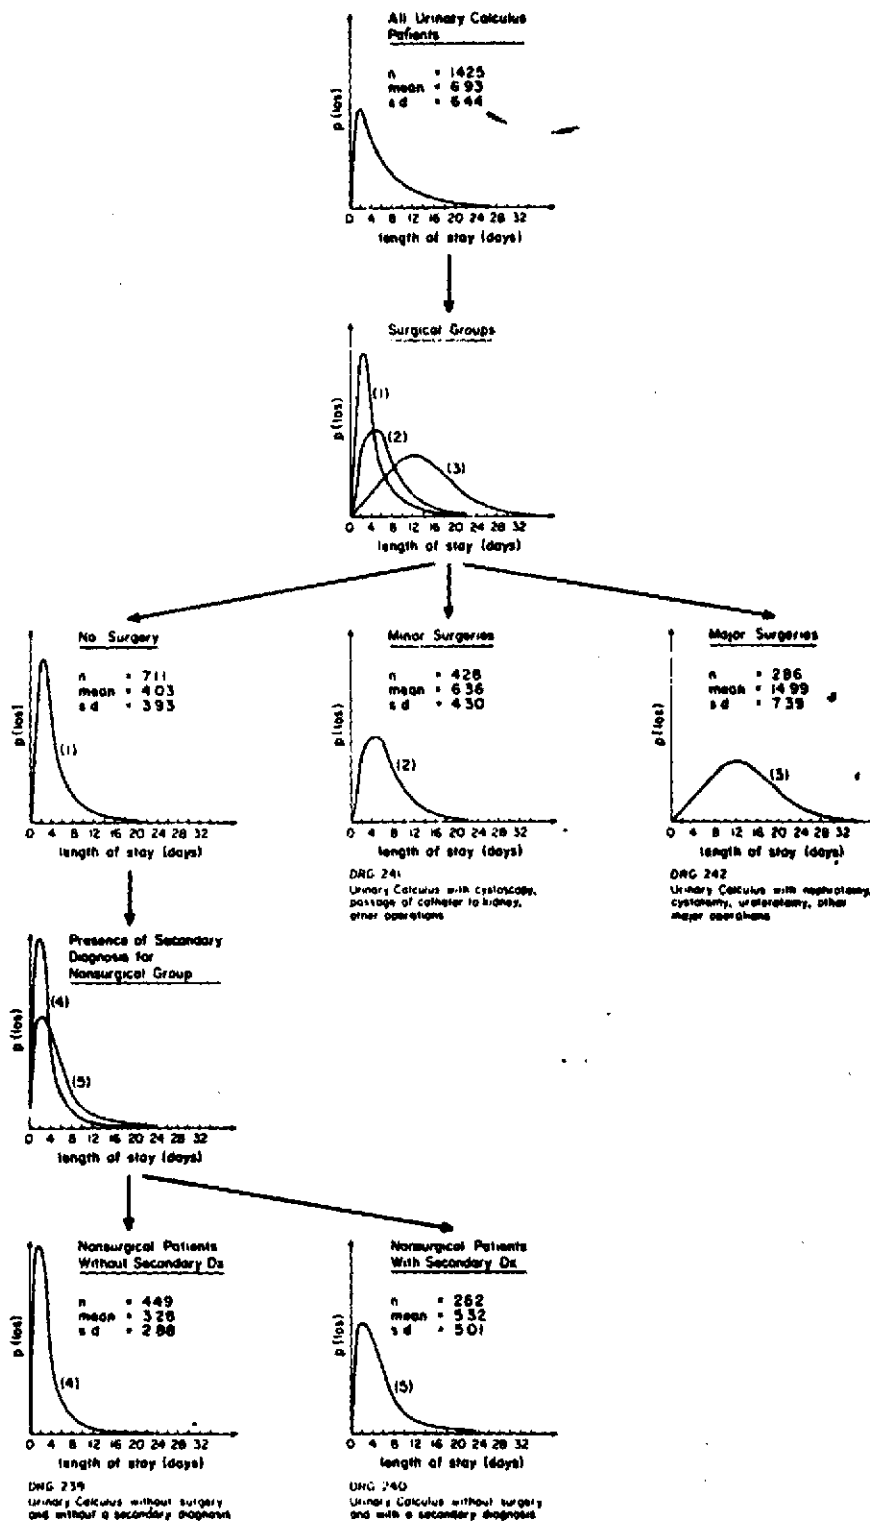 All Urinary Calculus
Patients
n = 1425
mean = 6.93
s d = 6.44
p(los)
0 4 8 12 16 20 24 28 32
length of stay (days)
Surgical Groups
(1)
(2)
(3)
p(los)
0 4 8 12 16 20 24 28 32
length of stay (days)
No Surgery
n = 711
mean = 4.03
s d = 3.93
p(los)
(1)
0 4 8 12 16 20 24 28 32
length of stay (days)
Minor Surgeries
n = 428
mean = 6.36
s d = 4.30
p(los)
(2)
0 4 8 12 16 20 24 28 32
length of stay (days)
DRG 241
Urinary Calculus with cystoscopy,
passage of catheter to kidney,
other operations
Major Surgeries
n = 286
mean = 14.99
s d = 7.39
p(los)
(3)
0 4 8 12 16 20 24 28 32
length of stay (days)
DRG 242
Urinary Calculus with nephrotomy,
cystotomy, ureterotomy, other
major operations
Presence of Secondary
Diagnosis for
Nonsurgical Group
(4)
(5)
p(los)
0 4 8 12 16 20 24 28 32
length of stay (days)
Nonsurgical Patients
Without Secondary Dx
n = 449
mean = 3.28
s d = 2.88
p(los)
(4)
0 4 8 12 16 20 24 28 32
length of stay (days)
DRG 239
Urinary Calculus without surgery
and without a secondary diagnosis
Nonsurgical Patients
With Secondary Dx
n = 262
mean = 5.32
s d = 5.01
p(los)
(5)
0 4 8 12 16 20 24 28 32
length of stay (days)
DRG 240
Urinary Calculus without surgery
and with a secondary diagnosis